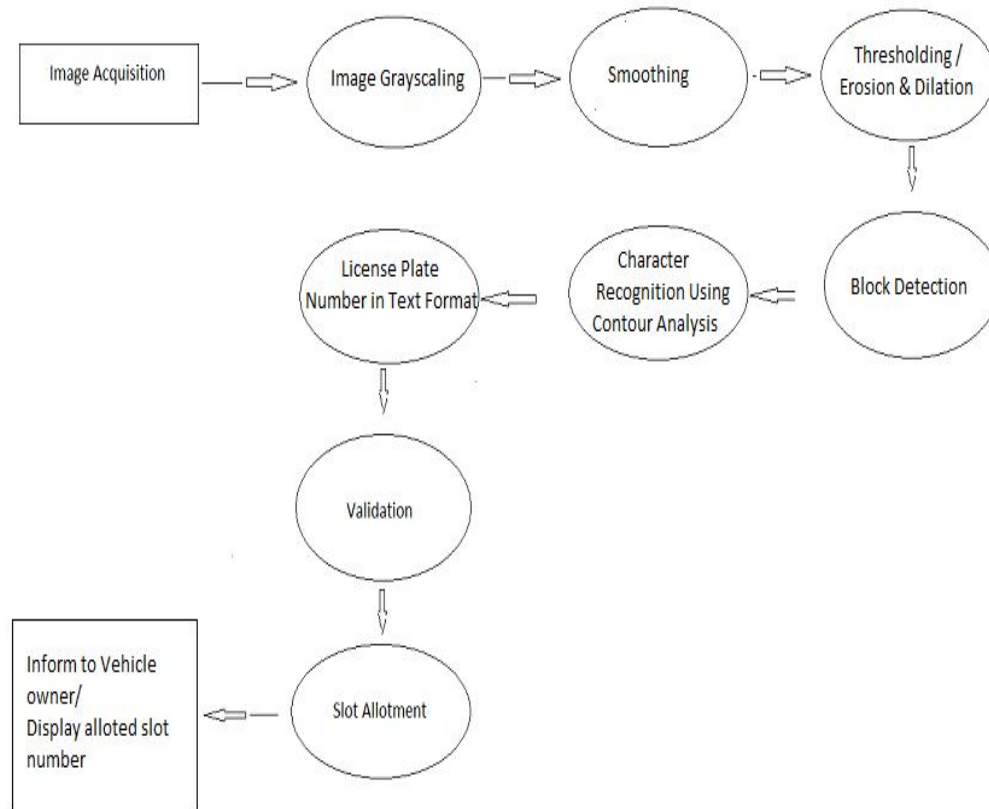 Image Acquisition
Image Grayscaling
Smoothing
Thresholding /
Erosion & Dilation
Block Detection
Character
Recognition Using
Contour Analysis
License Plate
Number in Text Format
Validation
Slot Allotment
Inform to Vehicle
owner/
Display alloted slot
number